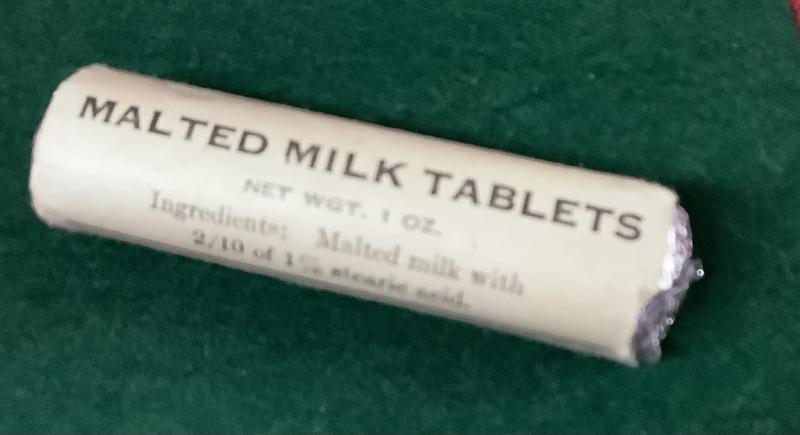 MALTED MILK TABLETS
NET WGT. 1 OZ.
Ingredients: Malted milk with
2/10 of 1% stearic acid.